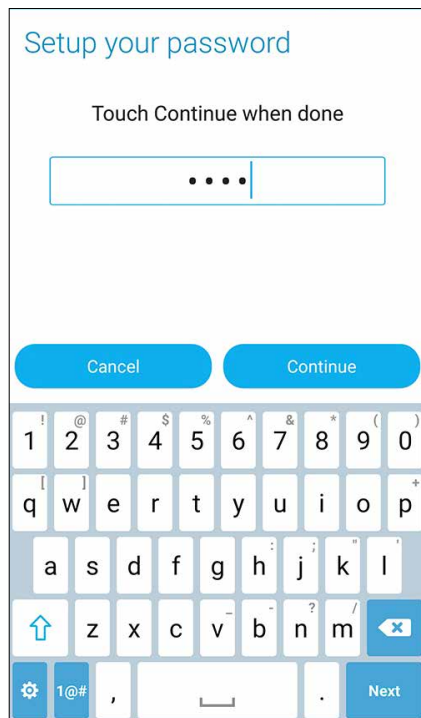 Setup your password
Touch Continue when done
••••
Cancel Continue
! @ # $ % ^ & * ( )
1 2 3 4 5 6 7 8 9 0
[ ] +
q w e r t y u i o p
: ; " '
a s d f g h j k l
_ - ? /
z x c v b n m
1@# , . Next